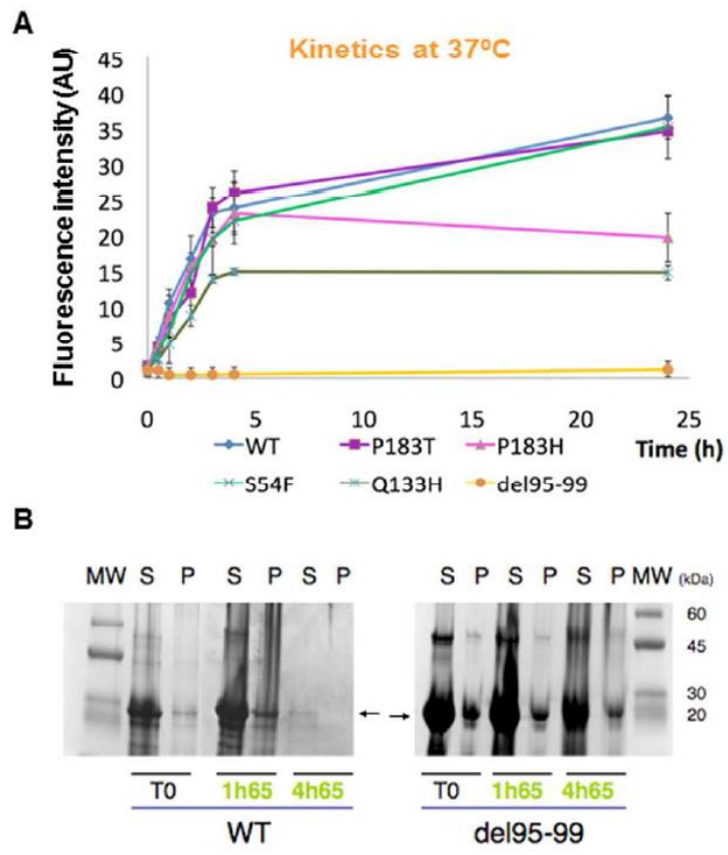 A
Kinetics at 37ºC
Fluorescence intensity (AU)
45
40
35
30
25
20
15
10
5
0
0 5 10 15 20 25
WT P183T P183H Time (h)
S54F Q133H del95-99
B
MW S P S P S P S P S P S P MW (kDa)
60
45
30
20
T0 1h65 4h65 T0 1h65 4h65
WT del95-99